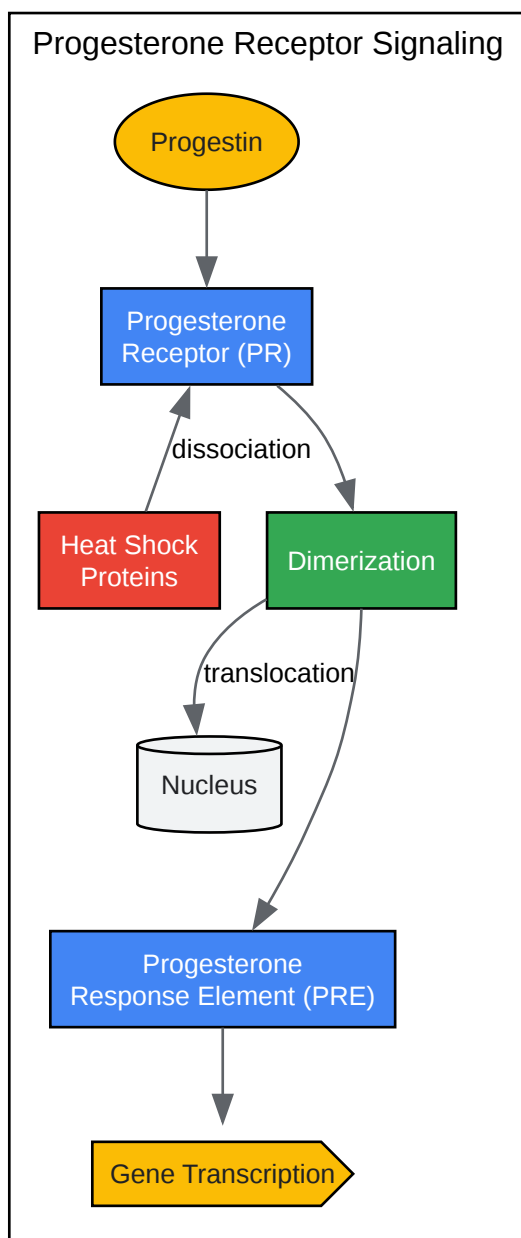 Progesterone Receptor Signaling
Progestin
Progesterone
Receptor (PR)
dissociation
Heat Shock
Proteins
Dimerization
translocation
Nucleus
Progesterone
Response Element (PRE)
Gene Transcription